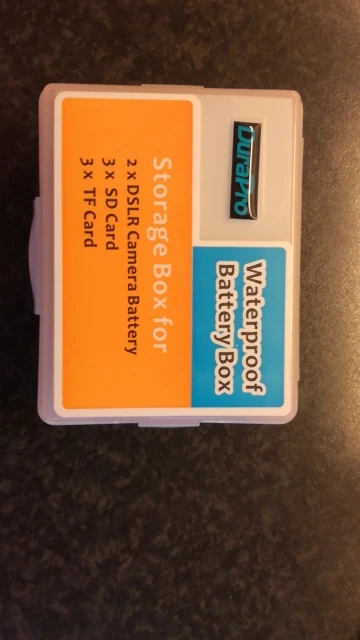 DuraPro
Waterproof
Battery Box
Storage Box for
2 x DSLR Camera Battery
3 x SD Card
3 x TF Card